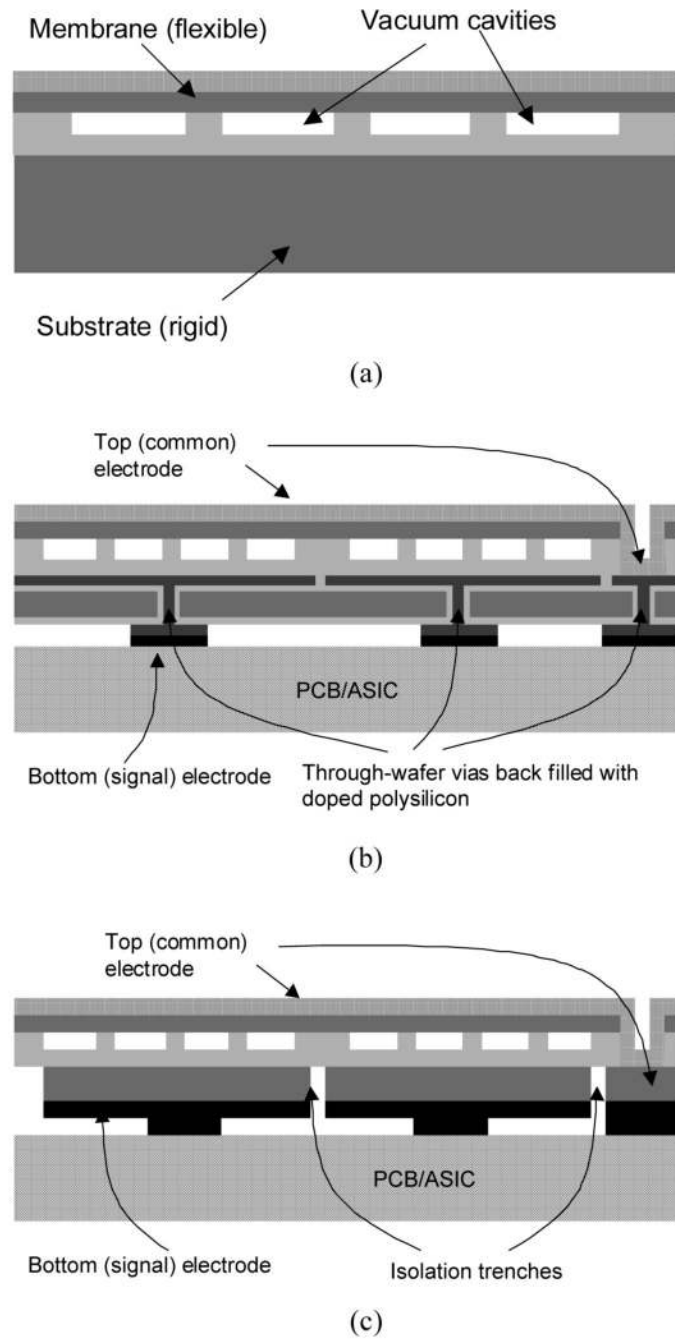 Membrane (flexible)
Vacuum cavities
Substrate (rigid)
(a)
Top (common)
electrode
PCB/ASIC
Bottom (signal) electrode
Through-wafer vias back filled with
doped polysilicon
(b)
Top (common)
electrode
PCB/ASIC
Bottom (signal) electrode
Isolation trenches
(c)